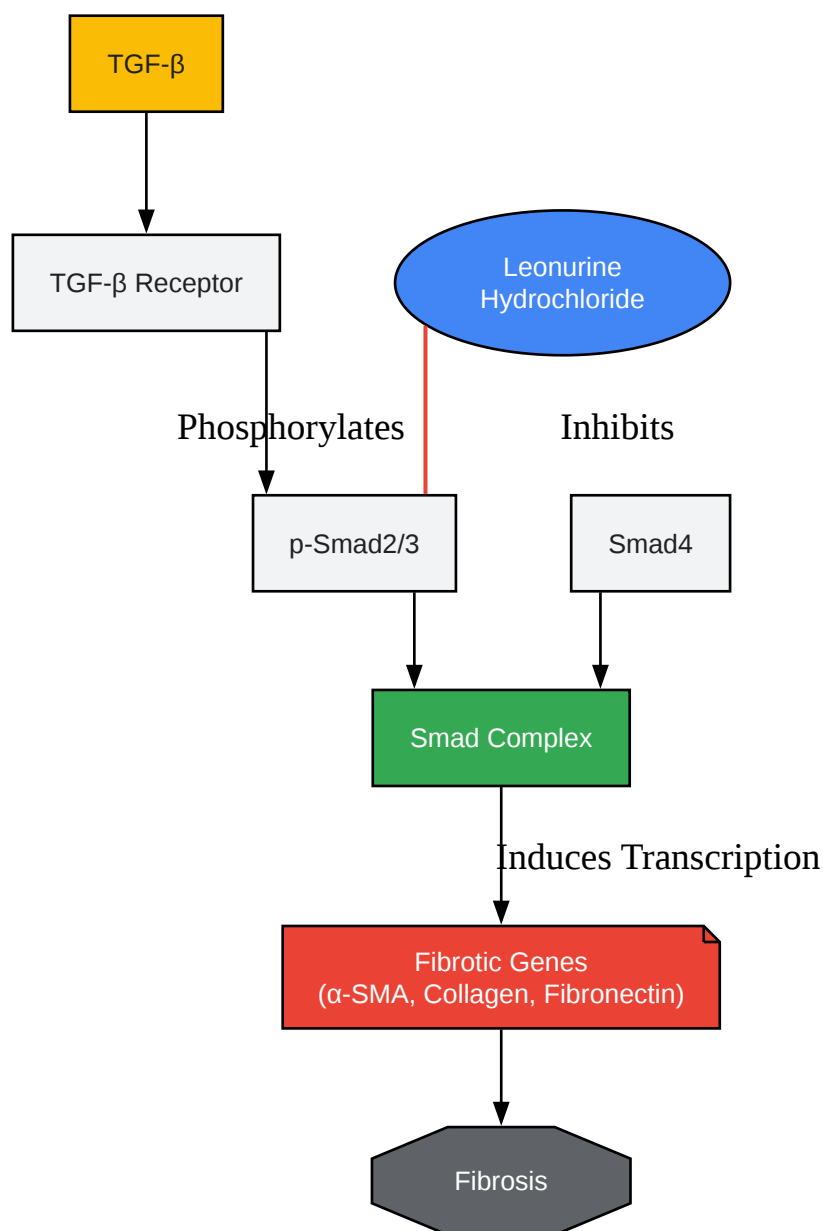 TGF-β
TGF-β Receptor
Leonurine
Hydrochloride
Phosphorylates
Inhibits
p-Smad2/3
Smad4
Smad Complex
Induces Transcription
Fibrotic Genes
(α-SMA, Collagen, Fibronectin)
Fibrosis